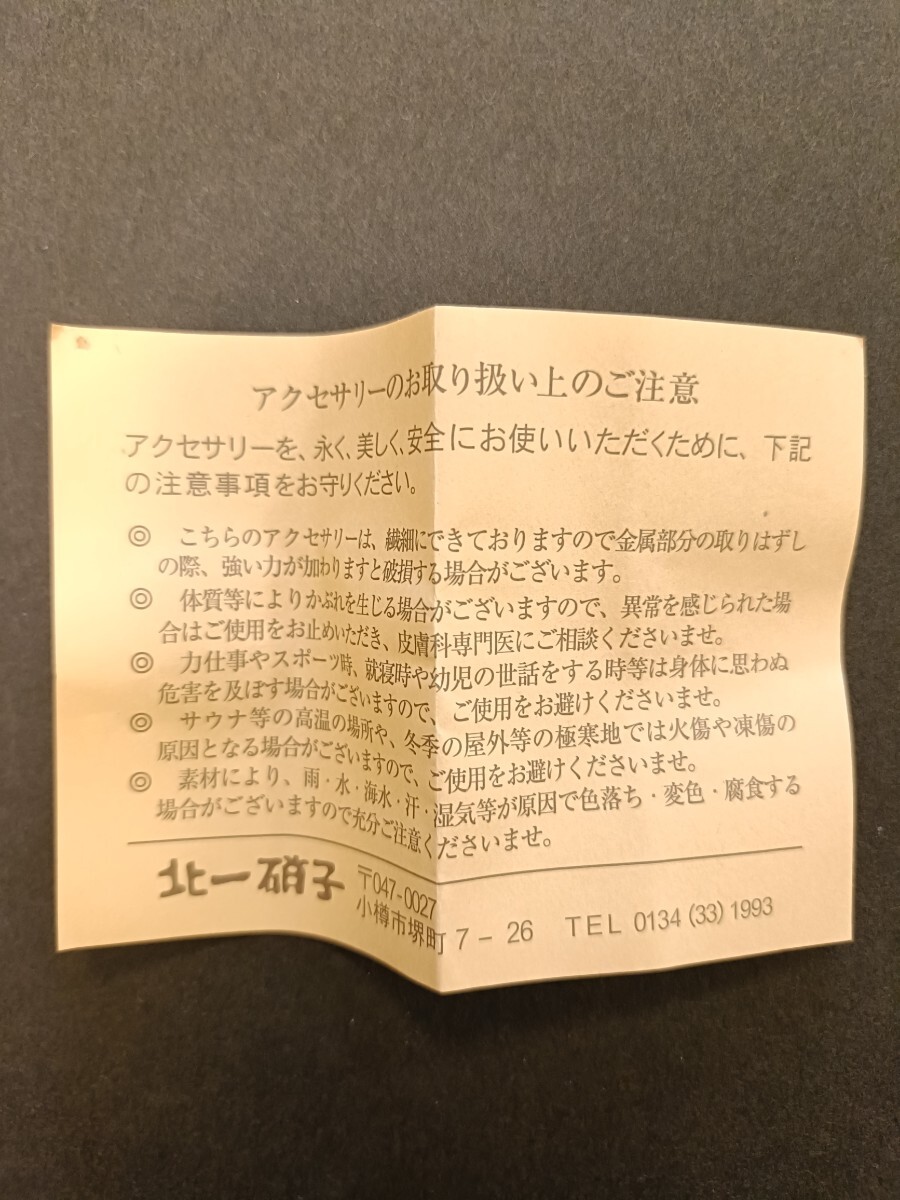 アクセサリーのお取り扱い上のご注意
アクセサリーを、永く、美しく、安全にお使いいただくために、下記
の注意事項をお守りください。
◎ こちらのアクセサリーは、繊細にできておりますので金属部分の取りはずし
の際、強い力が加わりますと破損する場合がございます。
◎ 体質等によりかぶれを生じる場合がございますので、異常を感じられた場
合はご使用をお止めいただき、皮膚科専門医にご相談くださいませ。
◎ 力仕事やスポーツ時、就寝時や幼児の世話をする時等は身体に思わぬ
危害を及ぼす場合がございますので、ご使用をお避けくださいませ。
◎ サウナ等の高温の場所や、冬季の屋外等の極寒地では火傷や凍傷の
原因となる場合がございますので、ご使用をお避けくださいませ。
◎ 素材により、雨・水・海水・汗・湿気等が原因で色落ち・変色・腐食する
場合がございますので充分ご注意くださいませ。
北一硝子 〒047-0027
小樽市堺町 7-26 TEL 0134 (33) 1993